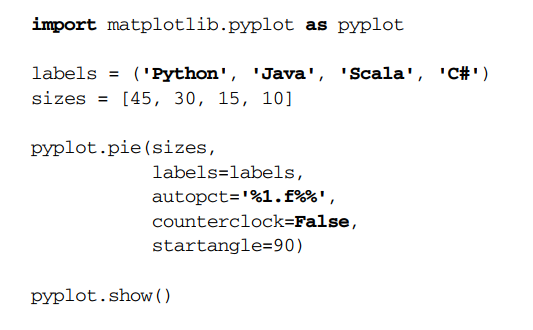 import matplotlib.pyplot as pyplot
labels = ('Python', 'Java', 'Scala', 'C#')
sizes = [45, 30, 15, 10]
pyplot.pie(sizes,
labels=labels,
autopct='%1.f%%',
counterclock=False,
startangle=90)
pyplot.show()